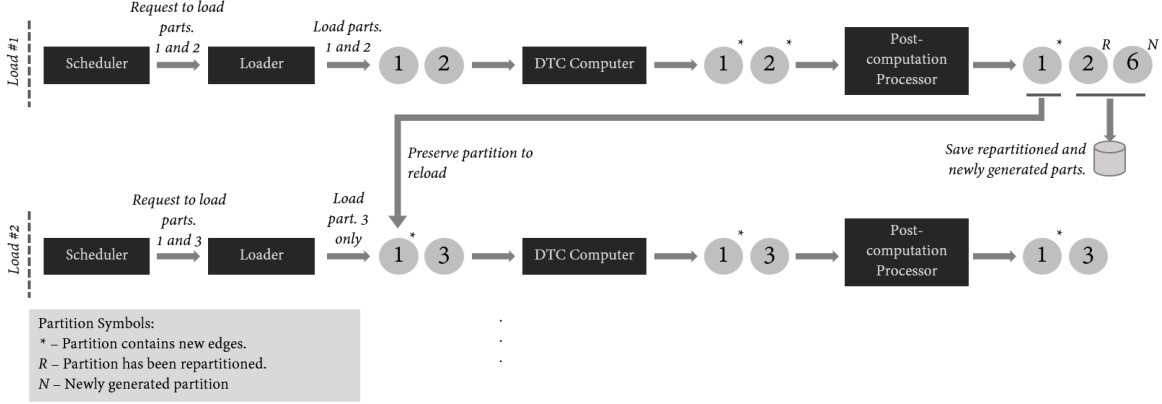 Load #1
Request to load
parts.
1 and 2
Load parts.
1 and 2
Scheduler
Loader
1 2
DTC Computer
1* 2*
Post-
computation
Processor
1* 2R 6N
Preserve partition to
reload
Save repartitioned and
newly generated parts.
Load #2
Request to load
parts.
1 and 3
Load
part. 3
only
Scheduler
Loader
1* 3
DTC Computer
1* 3
Post-
computation
Processor
1* 3
Partition Symbols:
* – Partition contains new edges.
R – Partition has been repartitioned.
N – Newly generated partition
.
.
.